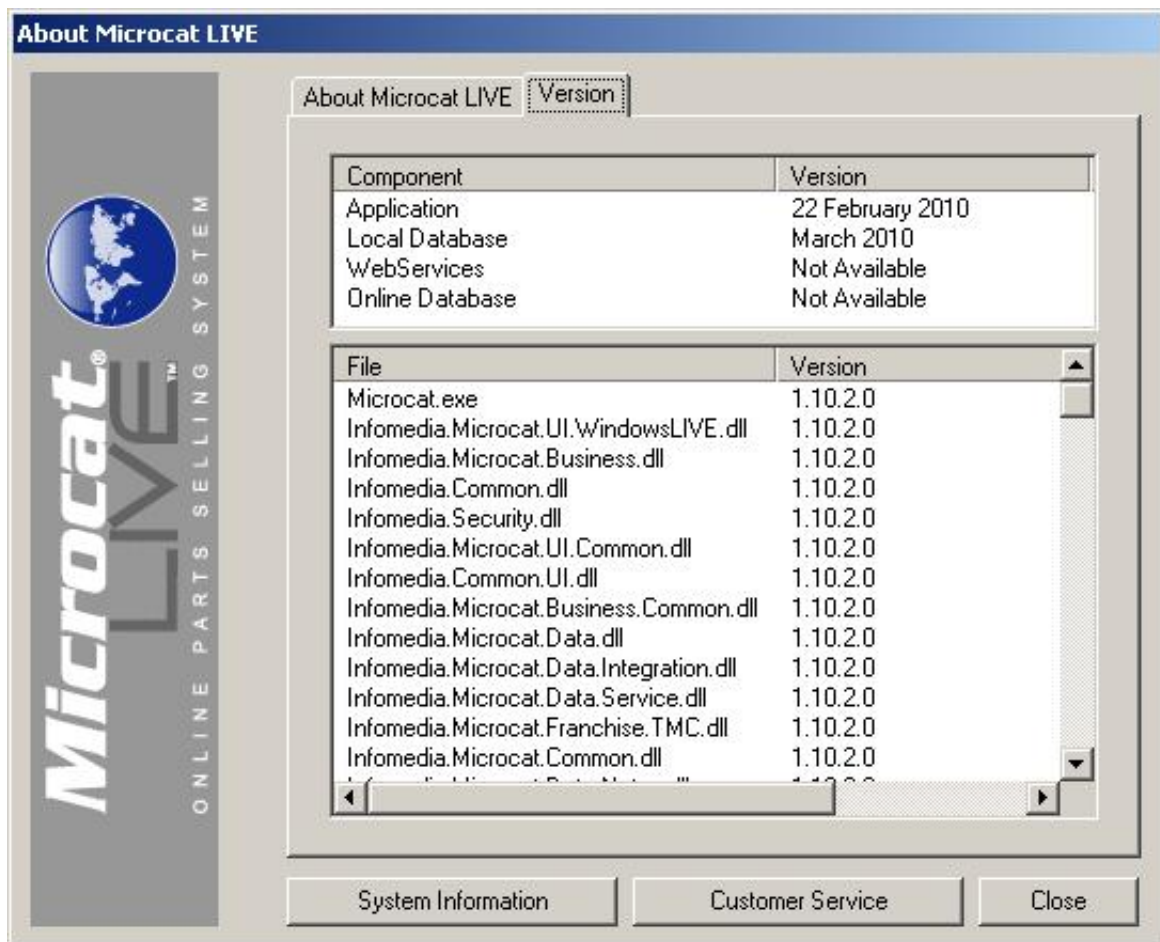 About Microcat LIVE
Microcat® LIVE™
ONLINE PARTS SELLING SYSTEM
About Microcat LIVE Version
Component Version
Application 22 February 2010
Local Database March 2010
WebServices Not Available
Online Database Not Available
File Version
Microcat.exe 1.10.2.0
Infomedia.Microcat.UI.WindowsLIVE.dll 1.10.2.0
Infomedia.Microcat.Business.dll 1.10.2.0
Infomedia.Common.dll 1.10.2.0
Infomedia.Security.dll 1.10.2.0
Infomedia.Microcat.UI.Common.dll 1.10.2.0
Infomedia.Common.UI.dll 1.10.2.0
Infomedia.Microcat.Business.Common.dll 1.10.2.0
Infomedia.Microcat.Data.dll 1.10.2.0
Infomedia.Microcat.Data.Integration.dll 1.10.2.0
Infomedia.Microcat.Data.Service.dll 1.10.2.0
Infomedia.Microcat.Franchise.TMC.dll 1.10.2.0
Infomedia.Microcat.Common.dll 1.10.2.0
System Information Customer Service Close